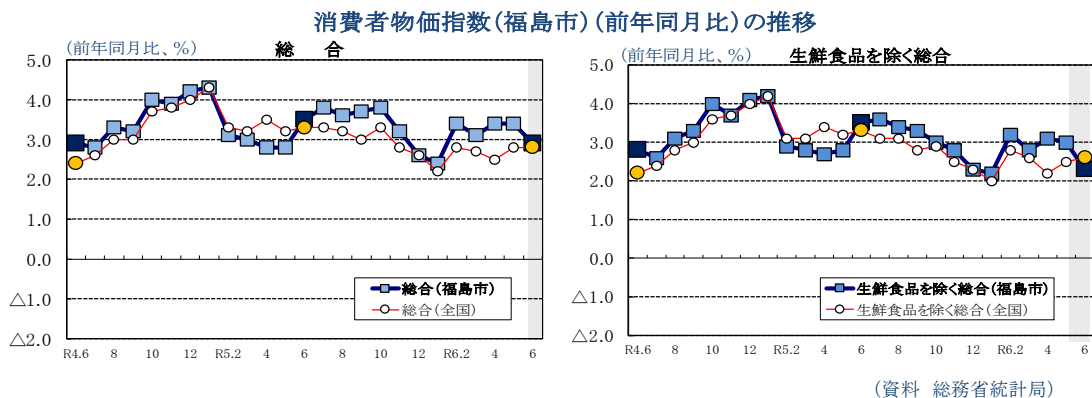 消費者物価指数(福島市)(前年同月比)の推移
(前年同月比、%)
総 合
5.0
4.0
3.0
2.0
1.0
0.0
△1.0
△2.0
総合(福島市)
総合(全国)
R4.6 8 10 12 R5.2 4 6 8 10 12 R6.2 4 6
(前年同月比、%)
生鮮食品を除く総合
5.0
4.0
3.0
2.0
1.0
0.0
△1.0
△2.0
生鮮食品を除く総合(福島市)
生鮮食品を除く総合(全国)
R4.6 8 10 12 R5.2 4 6 8 10 12 R6.2 4 6
(資料 総務省統計局)